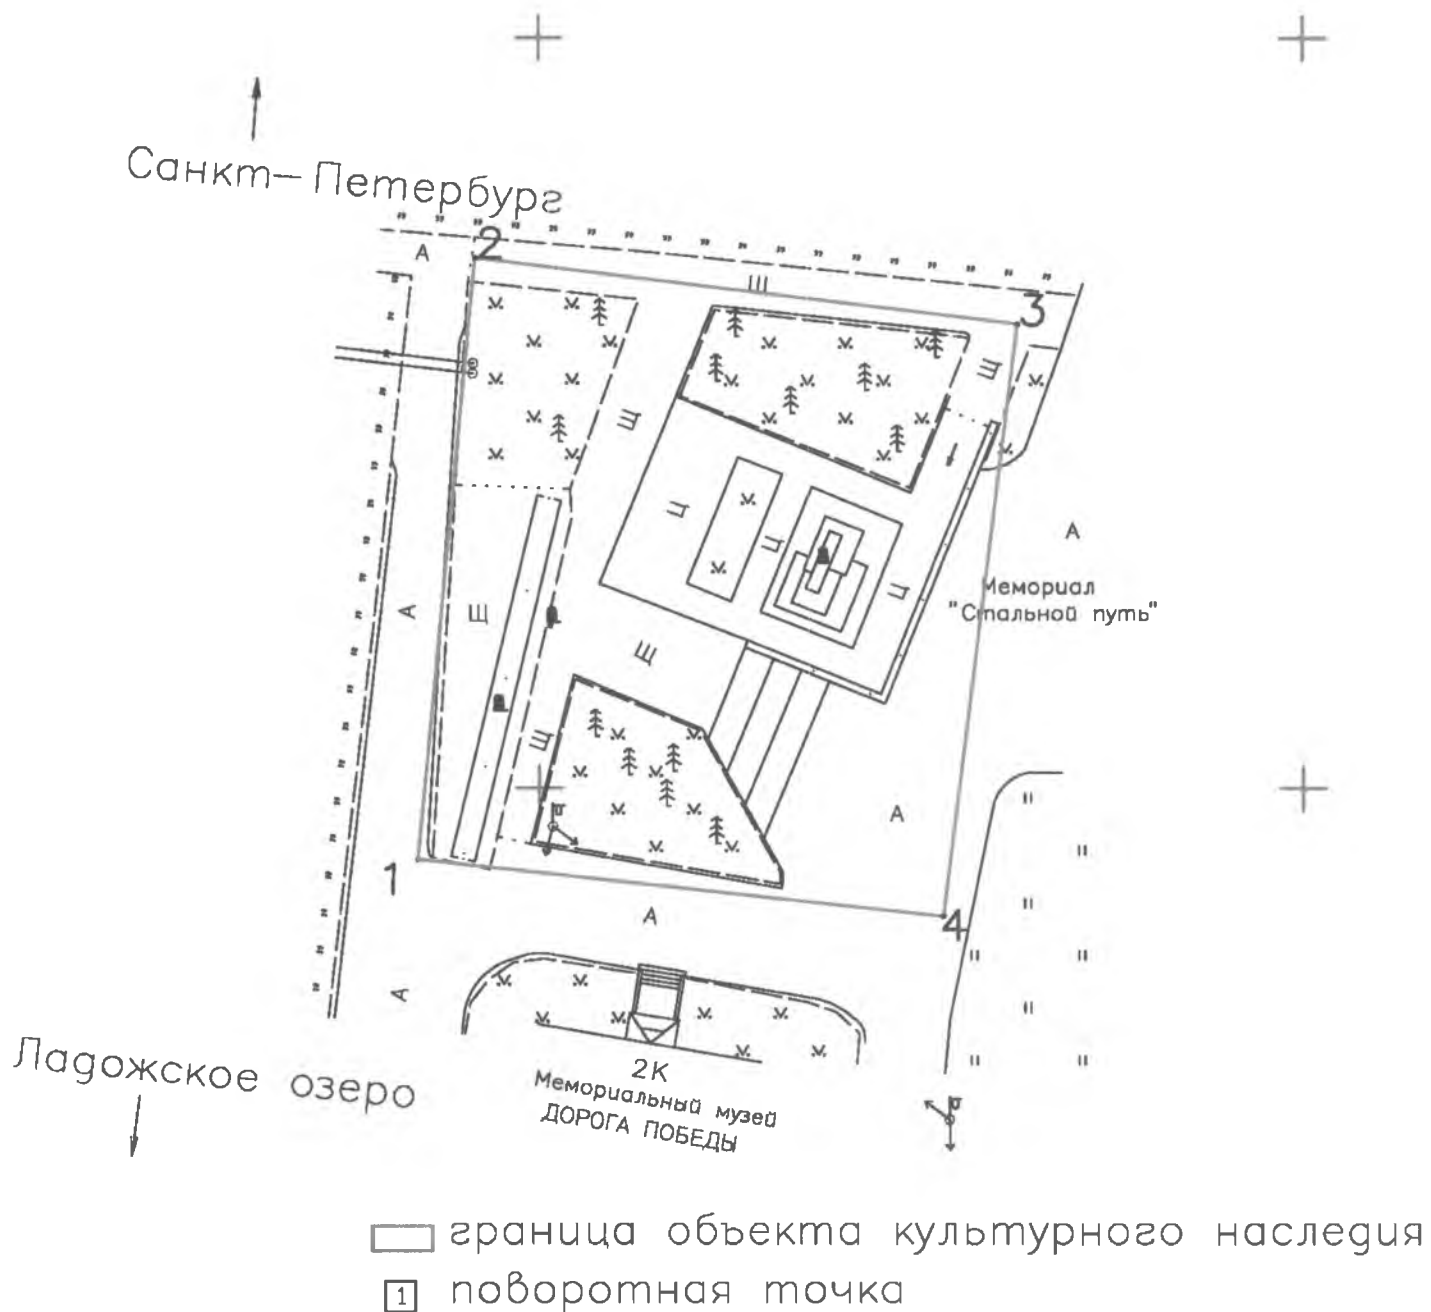 Санкт-Петербург
А
2
Ш
3
Щ
Щ
А
Щ
Ц
Ц
А
Щ
Мемориал
"Стальной путь"
Щ
Щ
А
1
4
А
А
Ладожское озеро
2К
Мемориальный музей
ДОРОГА ПОБЕДЫ
граница объекта культурного наследия
1 поворотная точка